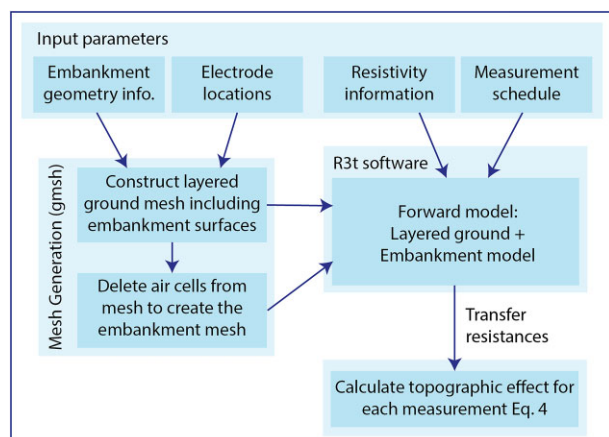 Input parameters
Embankment
geometry info.
Electrode
locations
Resistivity
information
Measurement
schedule
Mesh Generation (gmsh)
Construct layered
ground mesh including
embankment surfaces
Delete air cells from
mesh to create the
embankment mesh
R3t software
Forward model:
Layered ground +
Embankment model
Transfer
resistances
Calculate topographic effect for
each measurement Eq. 4